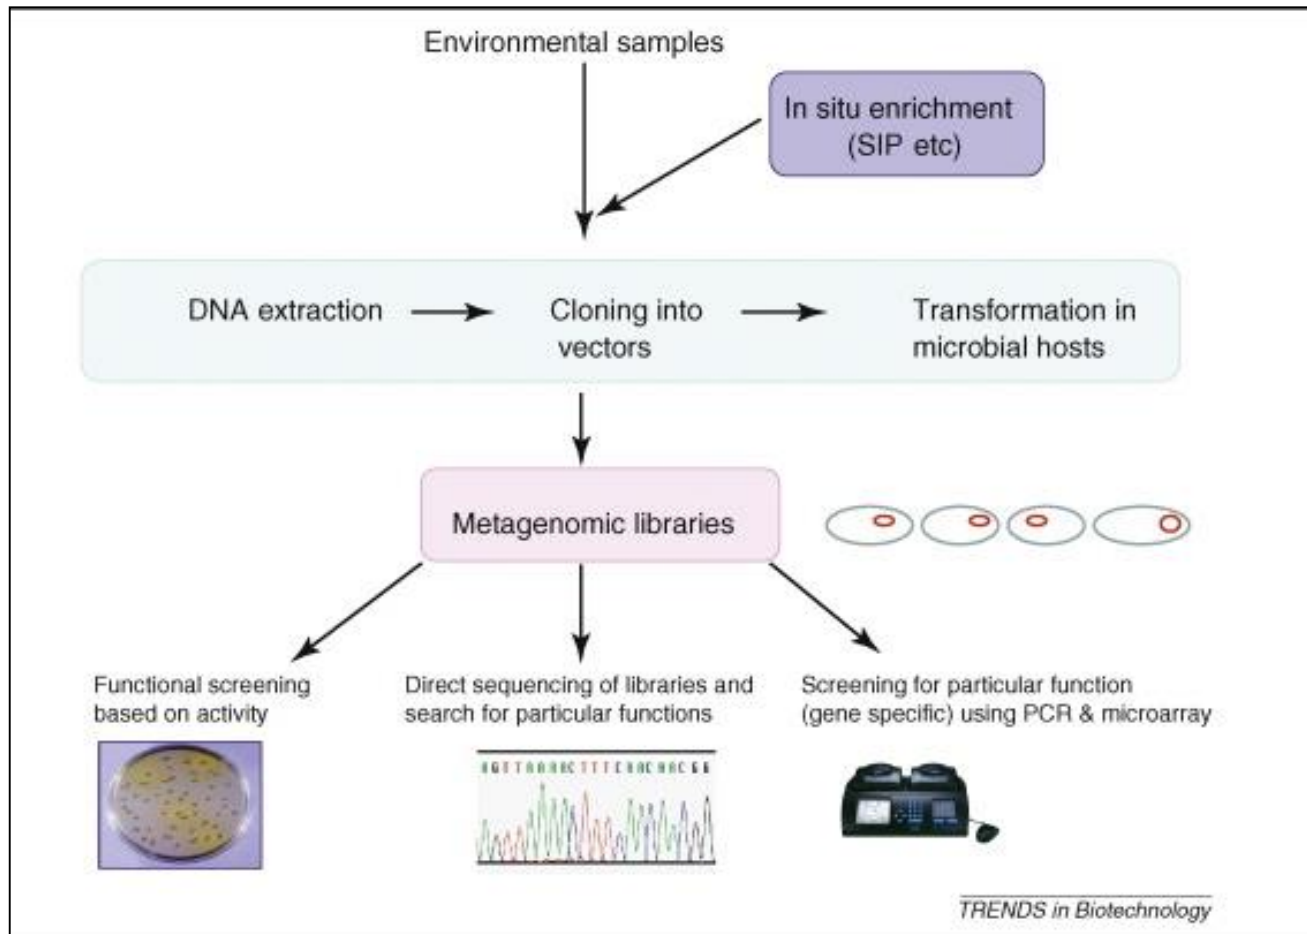 Environmental samples
In situ enrichment
(SIP etc)
DNA extraction
Cloning into
vectors
Transformation in
microbial hosts
Metagenomic libraries
Functional screening
based on activity
Direct sequencing of libraries and
search for particular functions
Screening for particular function
(gene specific) using PCR & microarray
TRENDS in Biotechnology